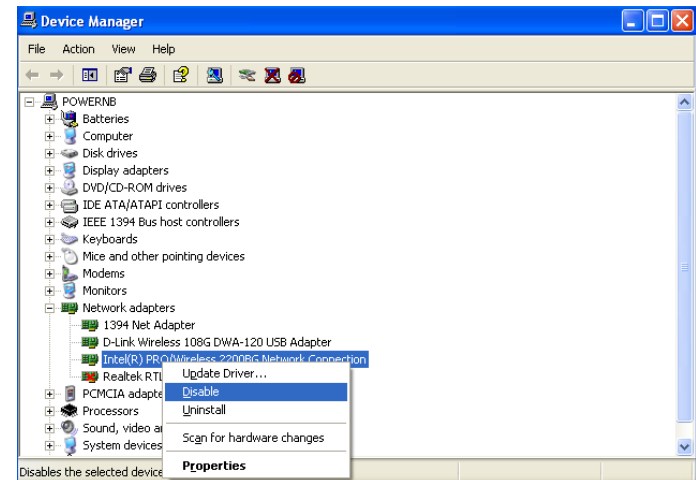 Device Manager
File Action View Help
POWERNB
Batteries
Computer
Disk drives
Display adapters
DVD/CD-ROM drives
IDE ATA/ATAPI controllers
IEEE 1394 Bus host controllers
Keyboards
Mice and other pointing devices
Modems
Monitors
Network adapters
1394 Net Adapter
D-Link Wireless 108G DWA-120 USB Adapter
Intel(R) PRO/Wireless 2200BG Network Connection
Realtek RTL
Update Driver...
PCMCIA adapte
Disable
Processors
Uninstall
Sound, video a
Scan for hardware changes
System devices
Properties
Disables the selected device